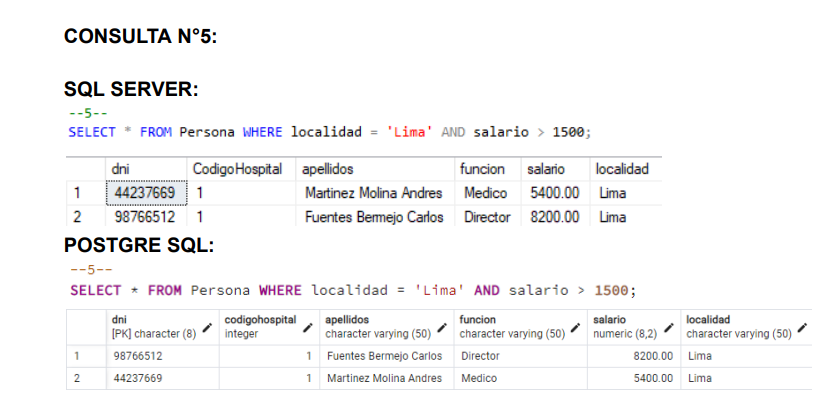 CONSULTA N°5:
SQL SERVER:
--5--
SELECT * FROM Persona WHERE localidad = 'Lima' AND salario > 1500;
dni CodigoHospital apellidos funcion salario localidad
1 44237669 1 Martinez Molina Andres Medico 5400.00 Lima
2 98766512 1 Fuentes Bermejo Carlos Director 8200.00 Lima
POSTGRE SQL:
--5--
SELECT * FROM Persona WHERE localidad = 'Lima' AND salario > 1500;
dni codigohospital apellidos funcion salario localidad
[PK] character (8) integer character varying (50) character varying (50) numeric (8,2) character varying (50)
1 98766512 1 Fuentes Bermejo Carlos Director 8200.00 Lima
2 44237669 1 Martinez Molina Andres Medico 5400.00 Lima